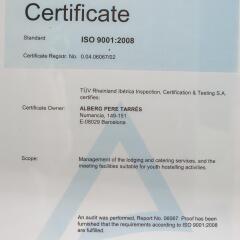 Certificate
Standard ISO 9001:2008
Certificate Registr. No. 0.04.06067/02
TÜV Rheinland Ibérica Inspection, Certification & Testing S.A.
certifies:
Certificate Owner: ALBERG PERE TARRÉS
Numancia, 149-151
E-08029 Barcelona
Scope: Management of the lodging and catering services, and the
meeting facilities suitable for youth hostelling activities.
An audit was performed, Report No. 06067. Proof has been
furnished that the requirements according to ISO 9001:2008
are fulfilled.